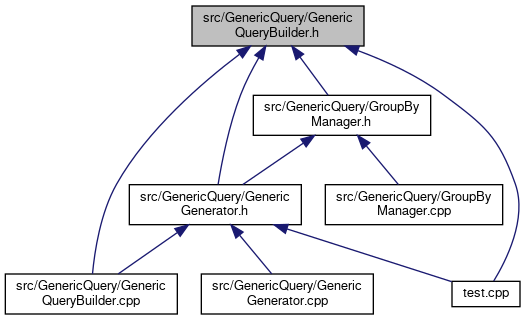 src/GenericQuery/Generic
QueryBuilder.h
src/GenericQuery/GroupBy
Manager.h
src/GenericQuery/Generic
Generator.h
src/GenericQuery/GroupBy
Manager.cpp
src/GenericQuery/Generic
QueryBuilder.cpp
src/GenericQuery/Generic
Generator.cpp
test.cpp